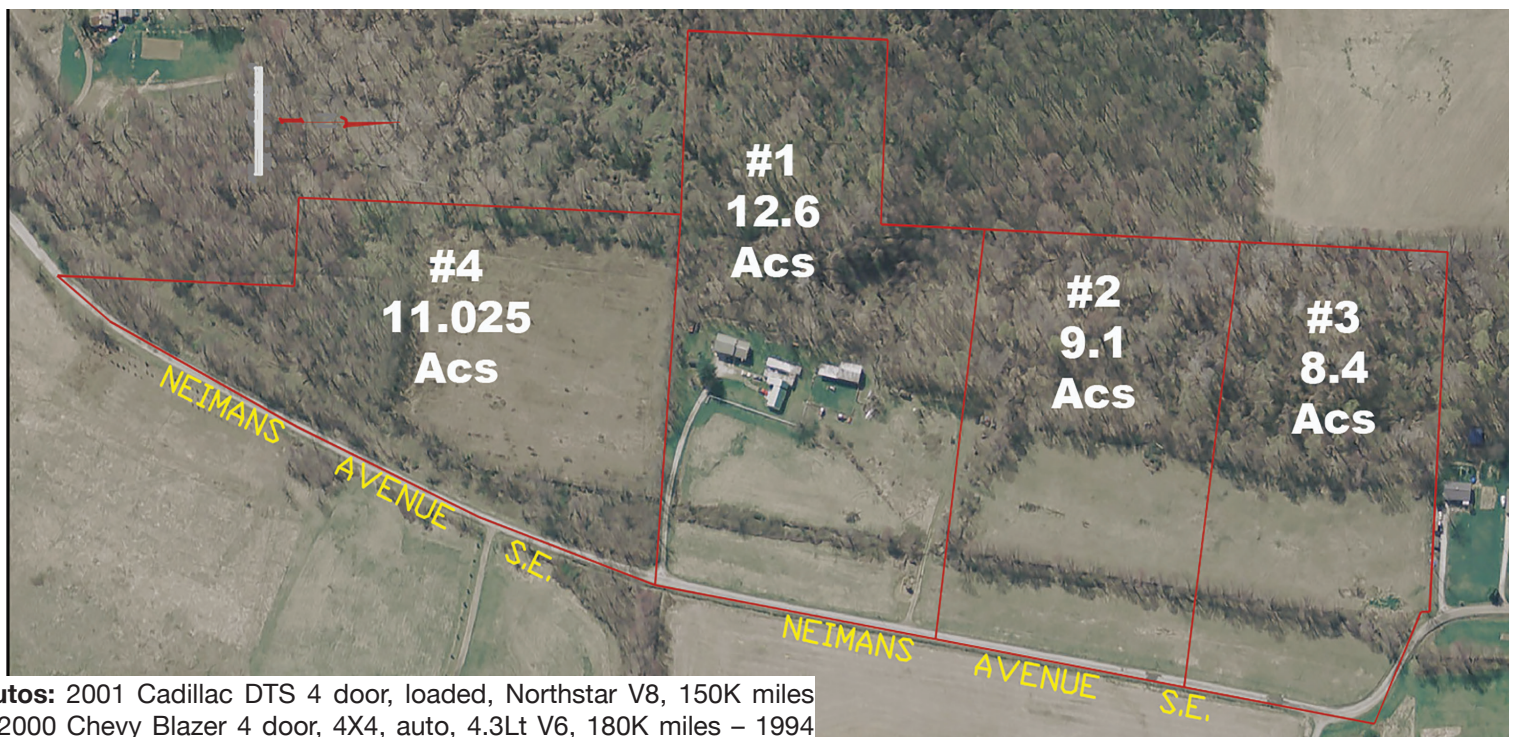 #1
12.6
Acs
#4
11.025
Acs
#2
9.1
Acs
#3
8.4
Acs
NEIMANS AVENUE S.E.
NEIMANS AVENUE S.E.
utos: 2001 Cadillac DTS 4 door, loaded, Northstar V8, 150K miles
2000 Chevy Blazer 4 door, 4X4, auto, 4.3Lt V6, 180K miles – 1994